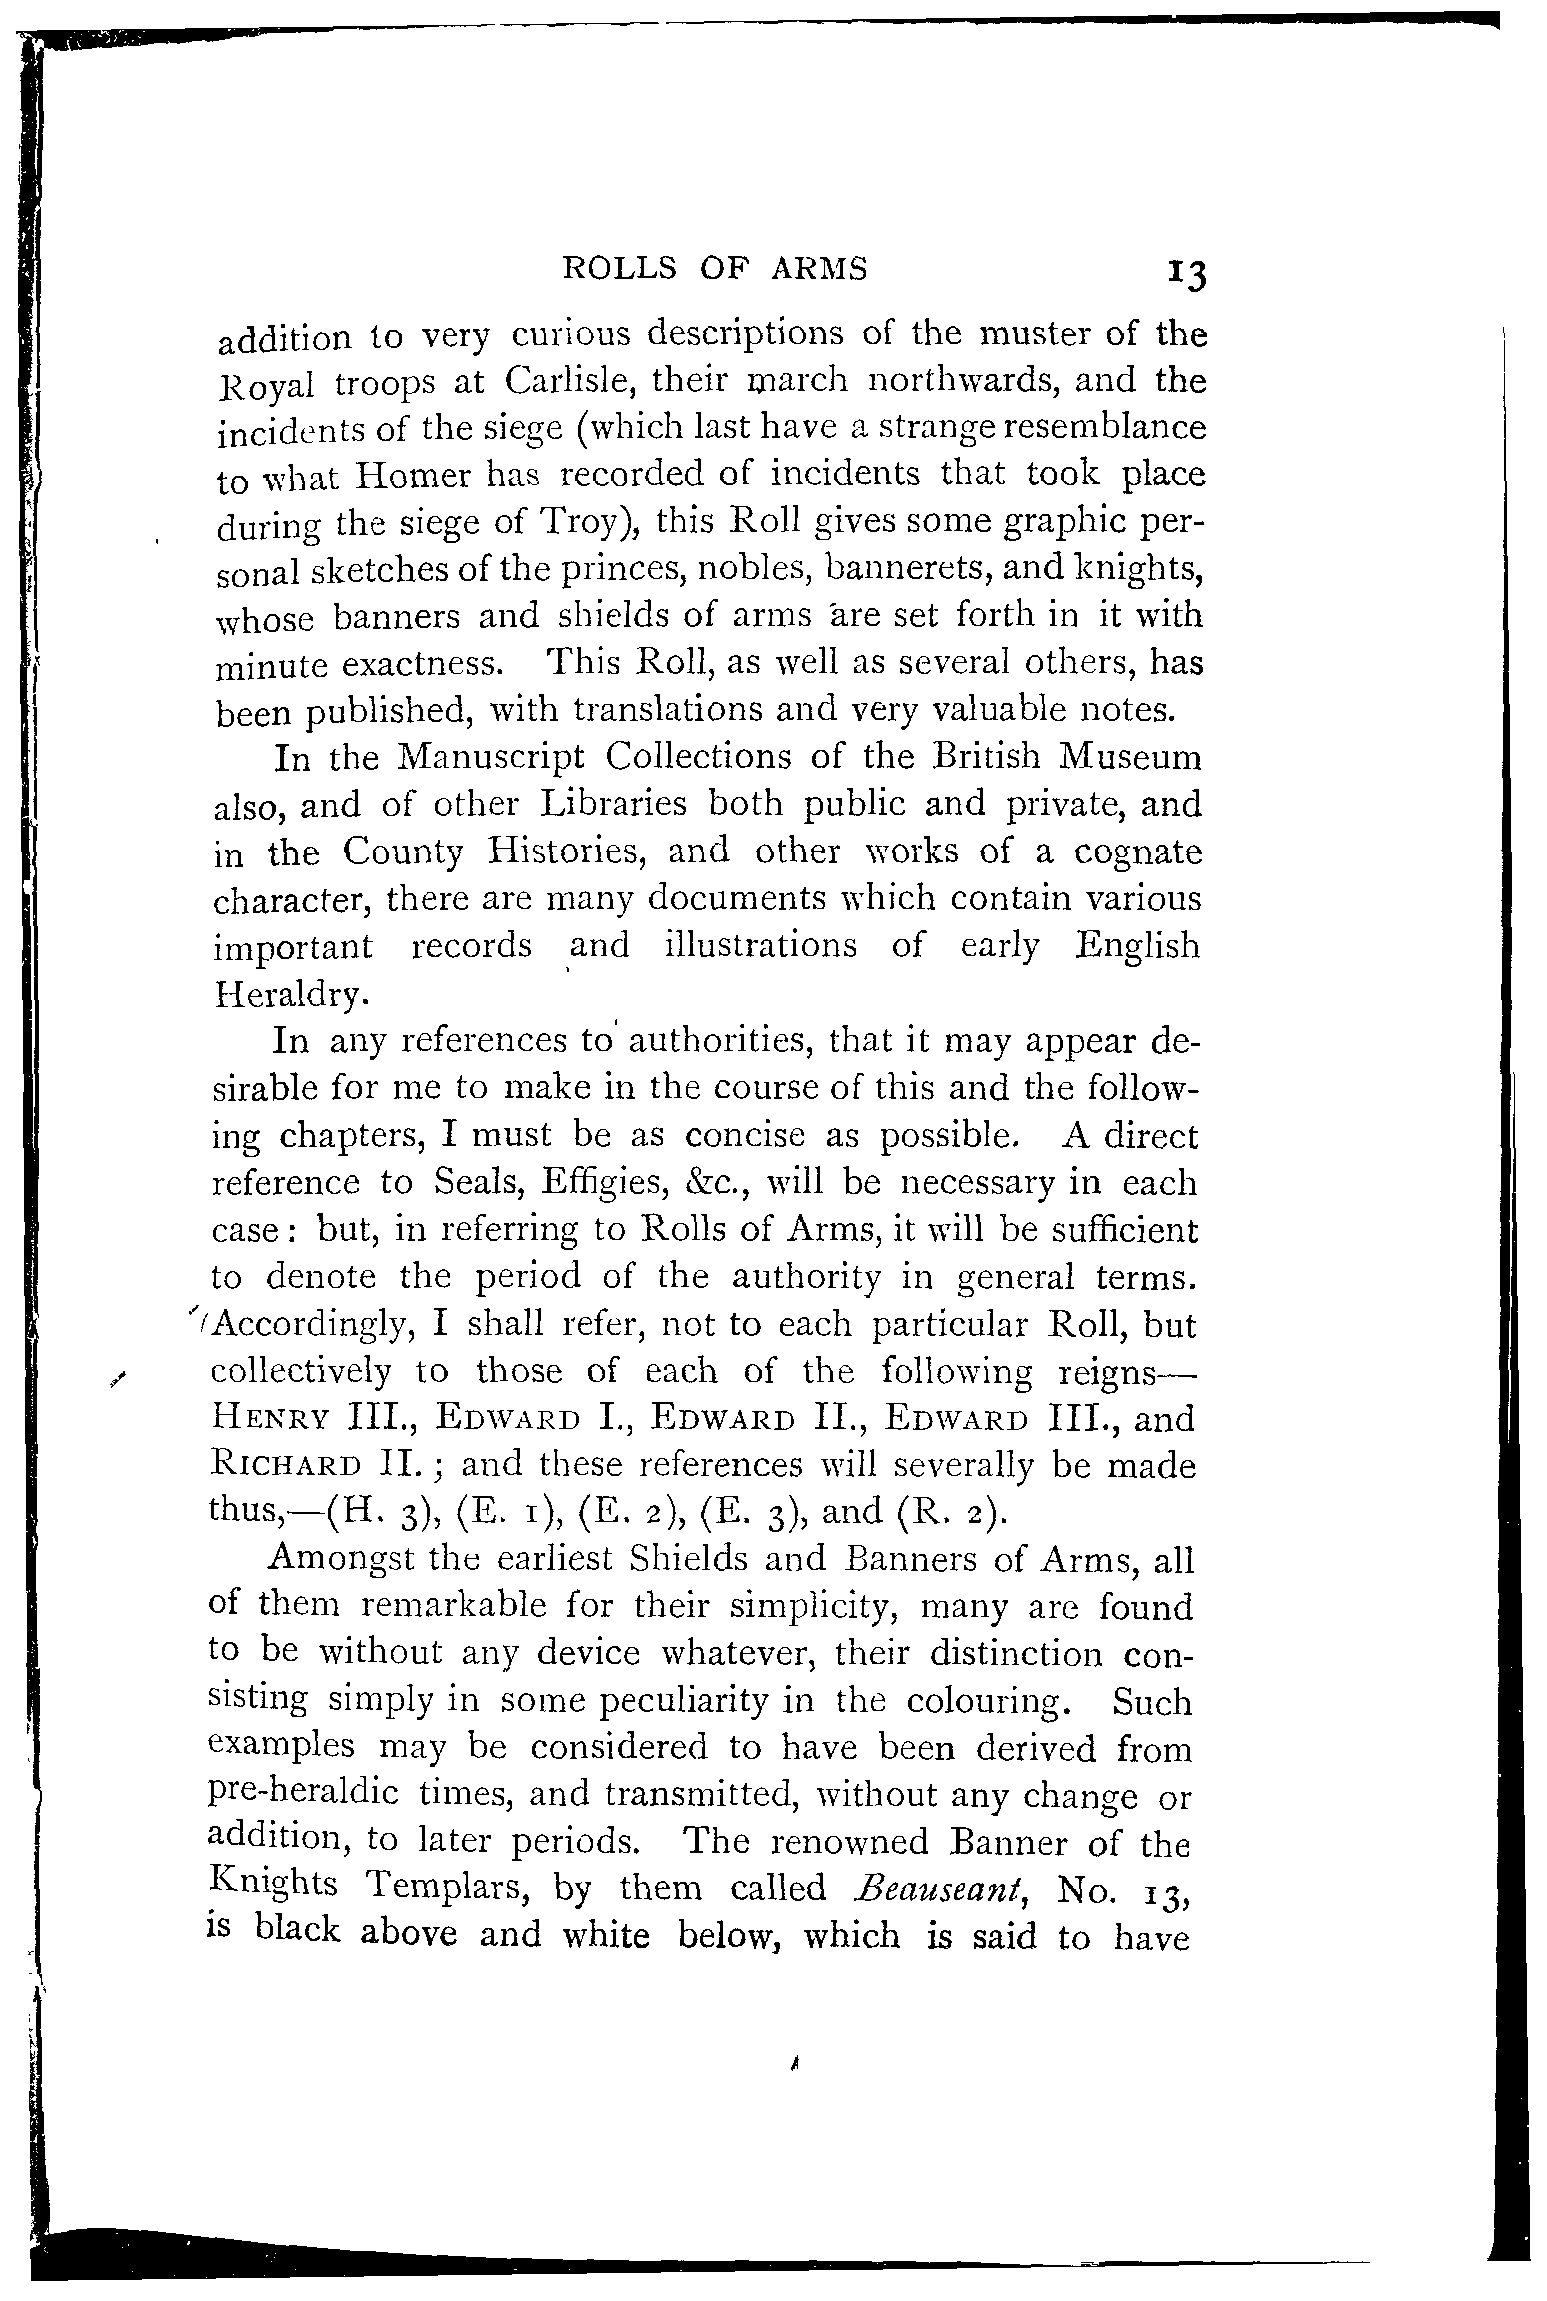 ROLLS OF ARMS 13
addition to very curious descriptions of the muster of the
Royal troops at Carlisle, their march northwards, and the
incidents of the siege (which last have a strange resemblance
to what Homer has recorded of incidents that took place
during the siege of Troy), this Roll gives some graphic per-
sonal sketches of the princes, nobles, bannerets, and knights,
whose banners and shields of arms are set forth in it with
minute exactness. This Roll, as well as several others, has
been published, with translations and very valuable notes.
In the Manuscript Collections of the British Museum
also, and of other Libraries both public and private, and
in the County Histories, and other works of a cognate
character, there are many documents which contain various
important records and illustrations of early English
Heraldry.
In any references to authorities, that it may appear de-
sirable for me to make in the course of this and the follow-
ing chapters, I must be as concise as possible. A direct
reference to Seals, Effigies, &c., will be necessary in each
case: but, in referring to Rolls of Arms, it will be sufficient
to denote the period of the authority in general terms.
Accordingly, I shall refer, not to each particular Roll, but
collectively to those of each of the following reigns—
HENRY III., EDWARD I., EDWARD II., EDWARD III., and
RICHARD II.; and these references will severally be made
thus,—(H. 3), (E. 1), (E. 2), (E. 3), and (R. 2).
Amongst the earliest Shields and Banners of Arms, all
of them remarkable for their simplicity, many are found
to be without any device whatever, their distinction con-
sisting simply in some peculiarity in the colouring. Such
examples may be considered to have been derived from
pre-heraldic times, and transmitted, without any change or
addition, to later periods. The renowned Banner of the
Knights Templars, by them called Beauseant, No. 13,
is black above and white below, which is said to have